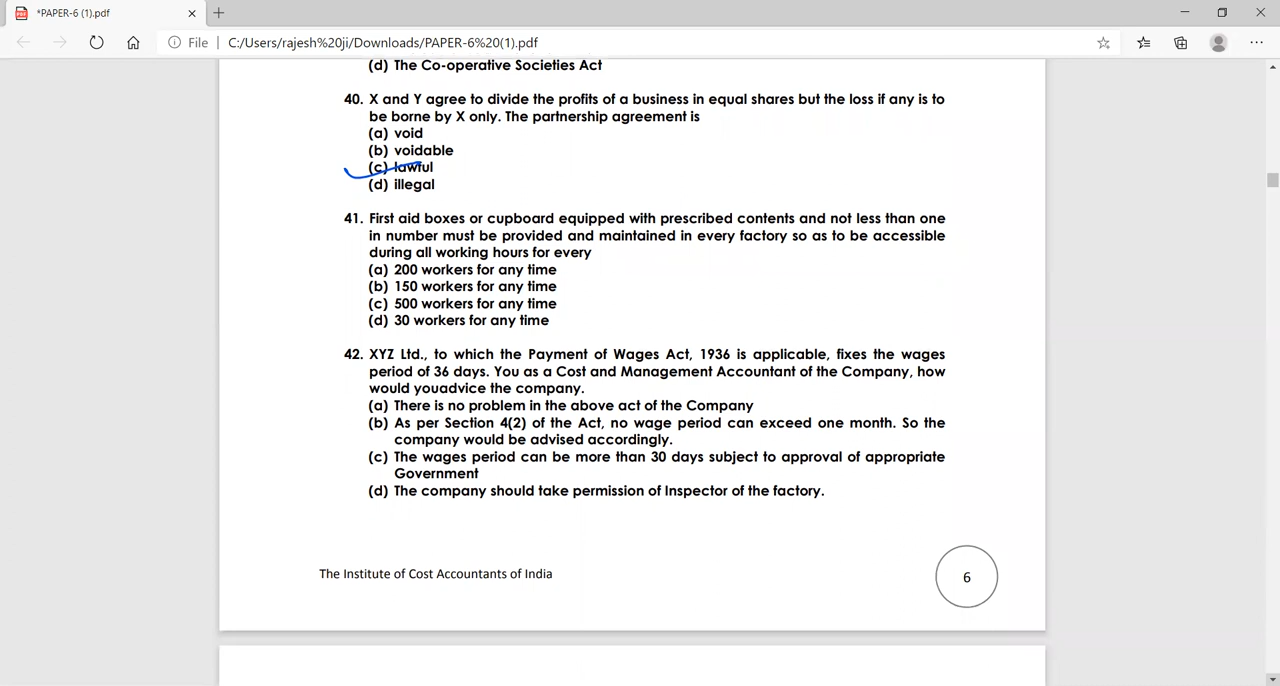 *PAPER-6 (1).pdf
File | C:/Users/rajesh%20ji/Downloads/PAPER-6%20(1).pdf
(d) The Co-operative Societies Act
40. X and Y agree to divide the profits of a business in equal shares but the loss if any is to
be borne by X only. The partnership agreement is
(a) void
(b) voidable
(c) lawful
(d) illegal
41. First aid boxes or cupboard equipped with prescribed contents and not less than one
in number must be provided and maintained in every factory so as to be accessible
during all working hours for every
(a) 200 workers for any time
(b) 150 workers for any time
(c) 500 workers for any time
(d) 30 workers for any time
42. XYZ Ltd., to which the Payment of Wages Act, 1936 is applicable, fixes the wages
period of 36 days. You as a Cost and Management Accountant of the Company, how
would youadvice the company.
(a) There is no problem in the above act of the Company
(b) As per Section 4(2) of the Act, no wage period can exceed one month. So the
company would be advised accordingly.
(c) The wages period can be more than 30 days subject to approval of appropriate
Government
(d) The company should take permission of Inspector of the factory.
The Institute of Cost Accountants of India
6